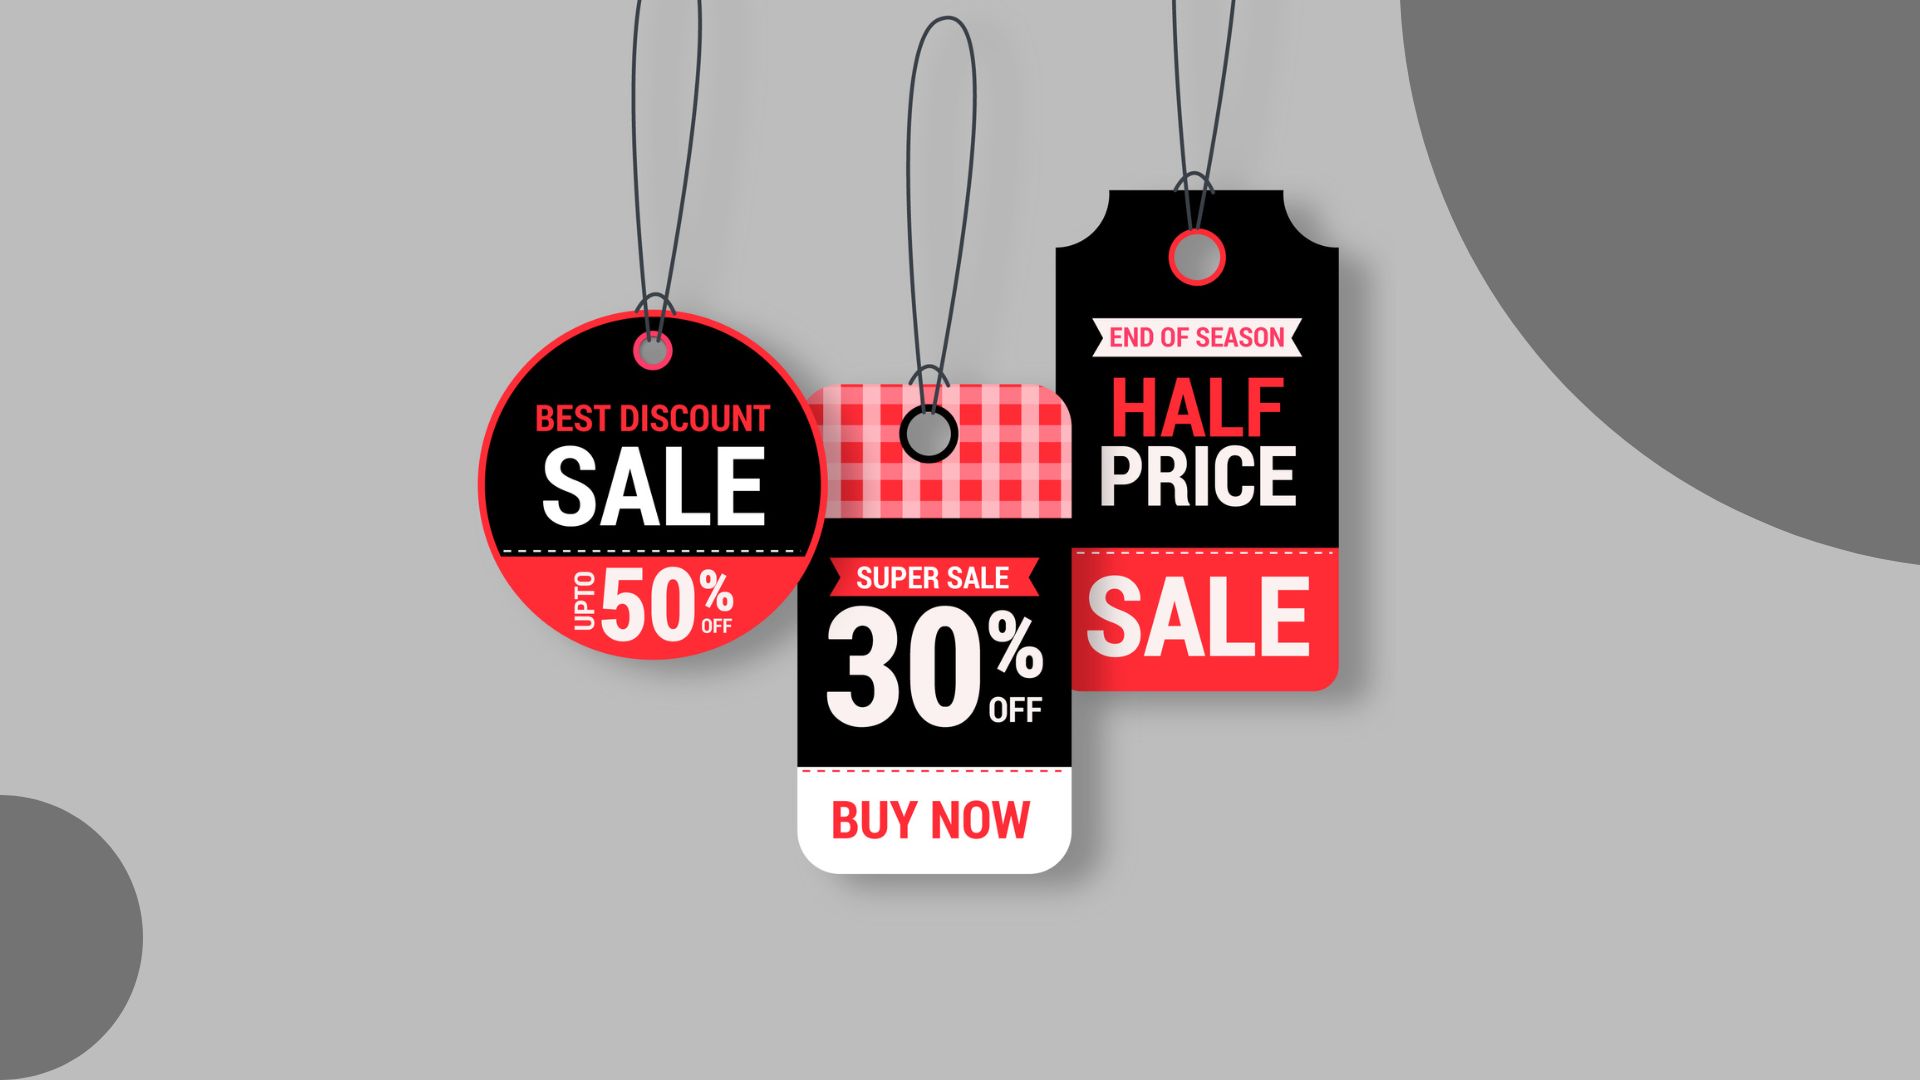 BEST DISCOUNT
SALE
UPTO 50% OFF
SUPER SALE
30% OFF
BUY NOW
END OF SEASON
HALF
PRICE
SALE